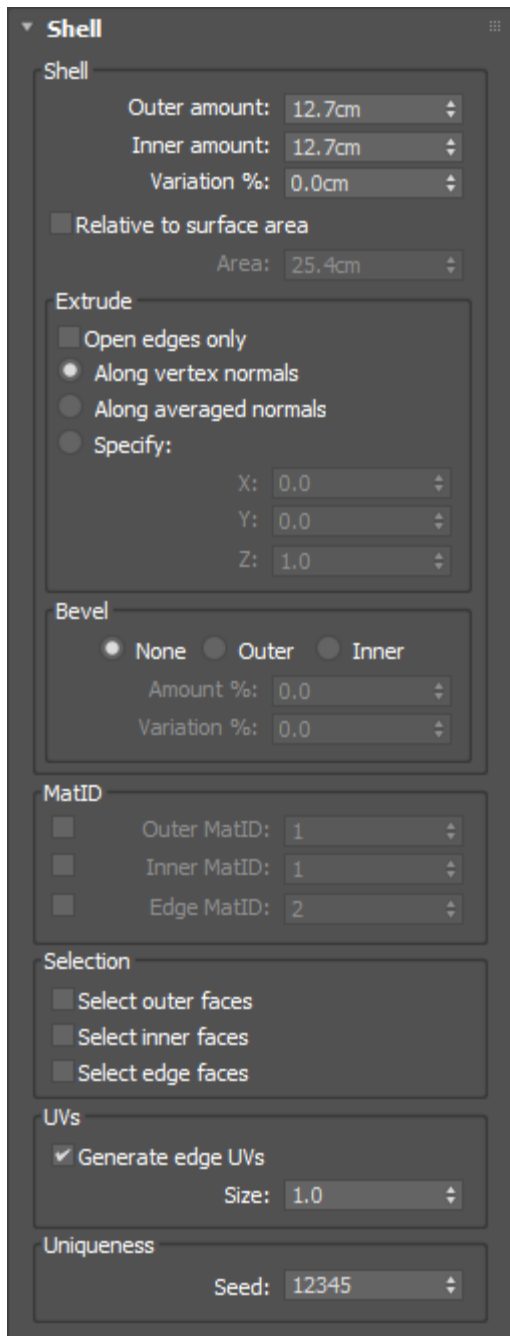 Shell
Shell
Outer amount: 12.7cm
Inner amount: 12.7cm
Variation %: 0.0cm
Relative to surface area
Area: 25.4cm
Extrude
Open edges only
Along vertex normals
Along averaged normals
Specify:
X: 0.0
Y: 0.0
Z: 1.0
Bevel
None Outer Inner
Amount %: 0.0
Variation %: 0.0
MatID
Outer MatID: 1
Inner MatID: 1
Edge MatID: 2
Selection
Select outer faces
Select inner faces
Select edge faces
UVs
Generate edge UVs
Size: 1.0
Uniqueness
Seed: 12345